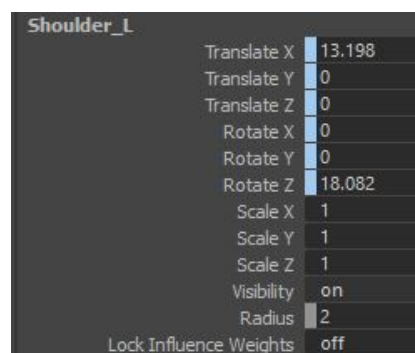 Shoulder_L
Translate X 13.198
Translate Y 0
Translate Z 0
Rotate X 0
Rotate Y 0
Rotate Z 18.082
Scale X 1
Scale Y 1
Scale Z 1
Visibility on
Radius 2
Lock Influence Weights off